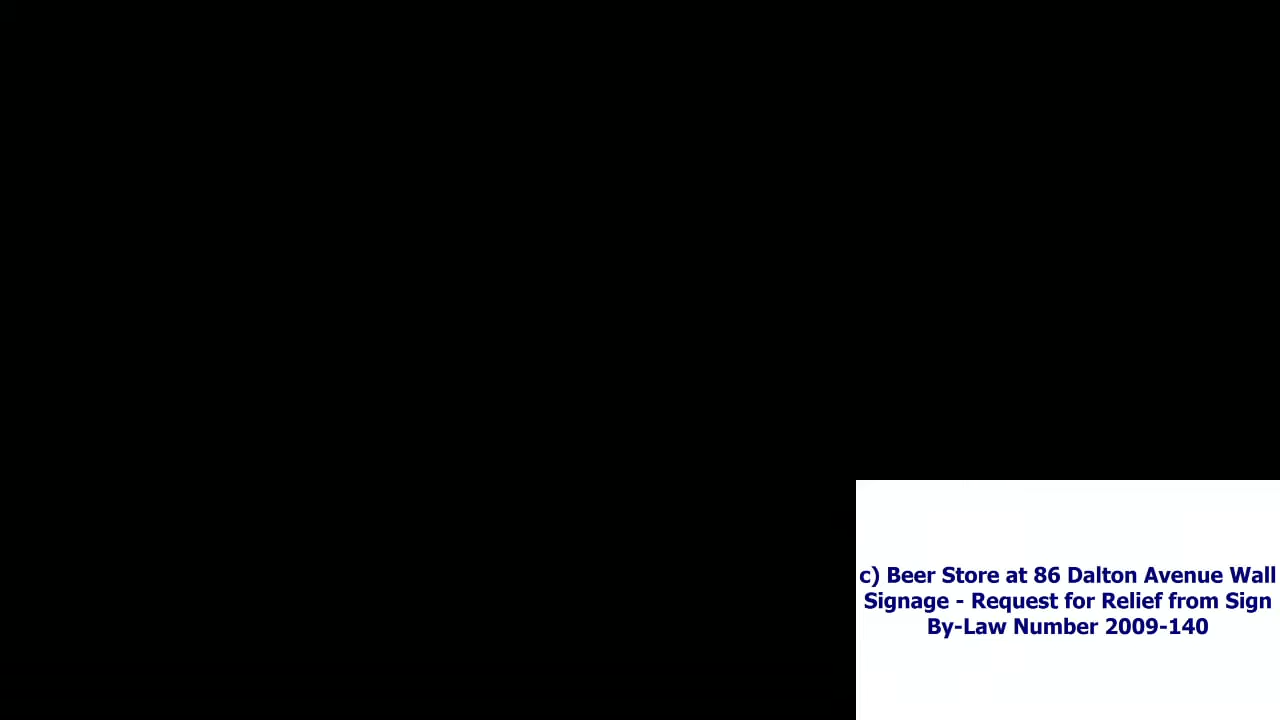 c) Beer Store at 86 Dalton Avenue Wall
Signage - Request for Relief from Sign
By-Law Number 2009-140